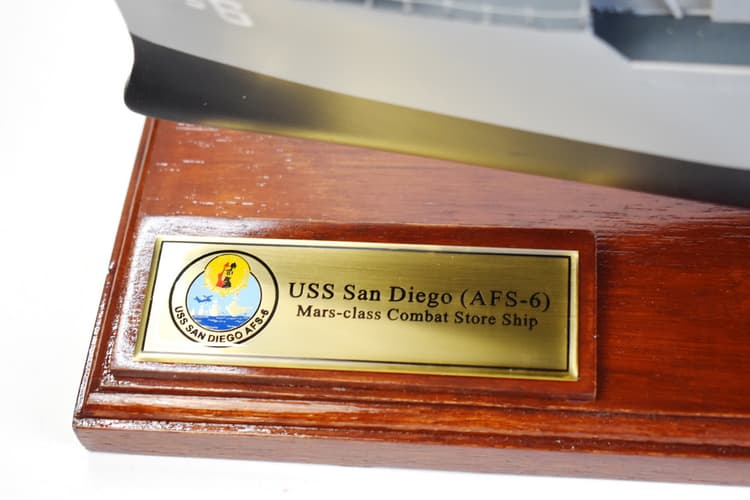 USS San Diego (AFS-6)
Mars-class Combat Store Ship
USS SAN DIEGO AFS-6